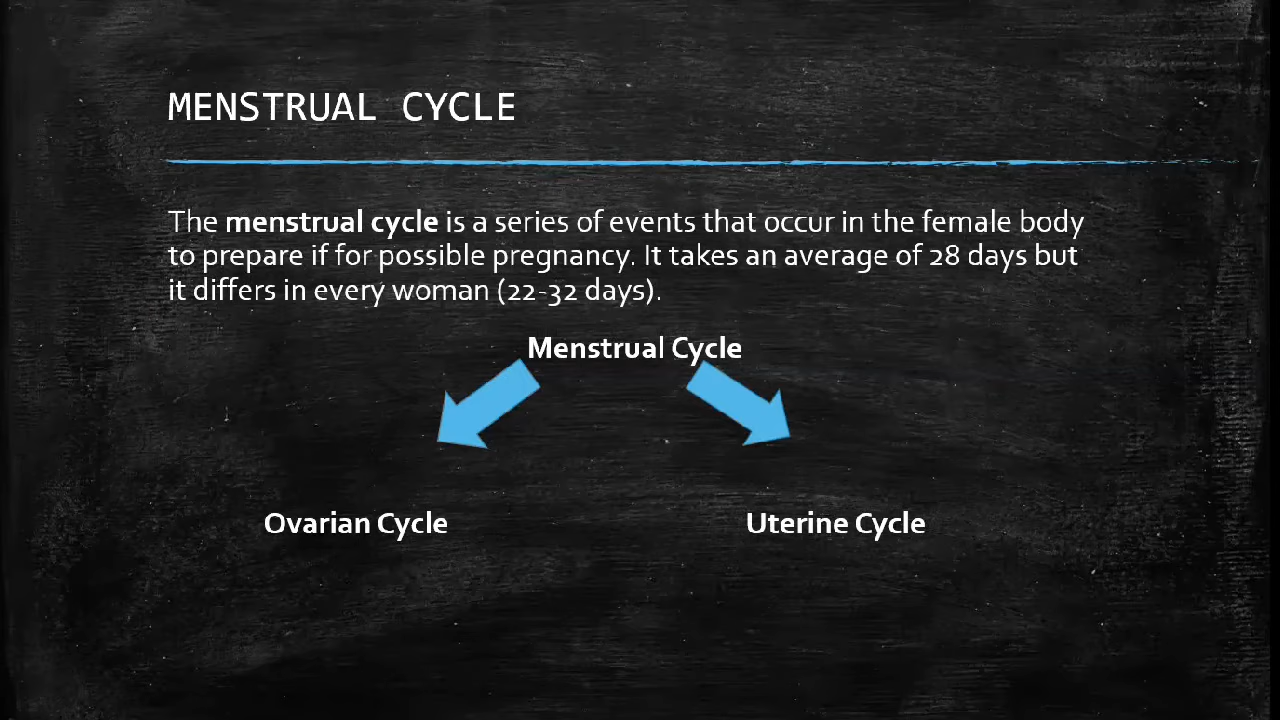 MENSTRUAL CYCLE
The menstrual cycle is a series of events that occur in the female body
to prepare if for possible pregnancy. It takes an average of 28 days but
it differs in every woman (22-32 days).
Menstrual Cycle
Ovarian Cycle
Uterine Cycle